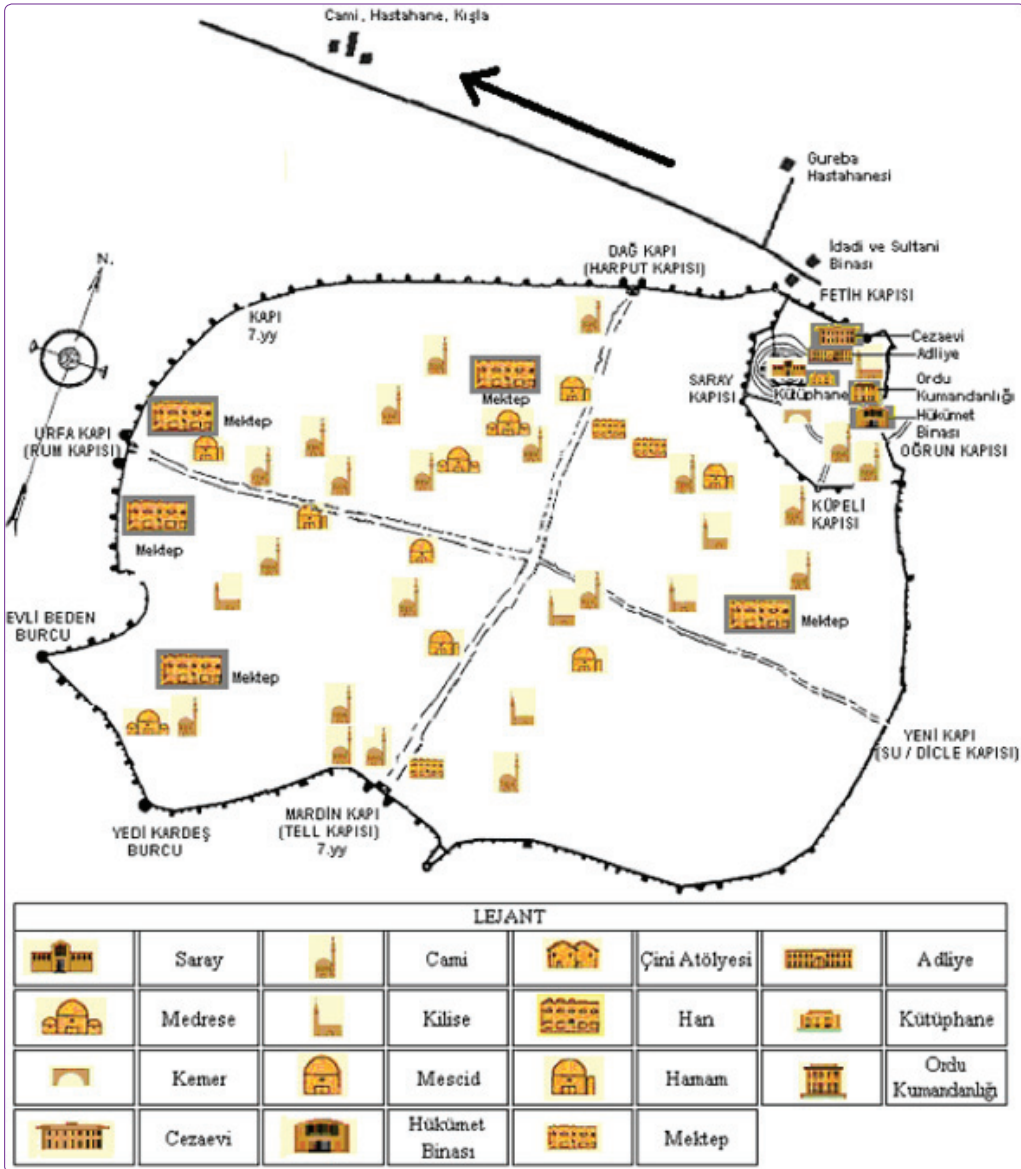 Cami, Hastahane, Kışla
Gureba
Hastahanesi
İdadi ve Sultani
Binası
DAĞ KAPI
(HARPUT KAPISI)
FETİH KAPISI
N.
KAPI
7.yy
Cezaevi
Adliye
SARAY
KAPISI
Kütüphane
Ordu
Kumandanlığı
Hükümet
Binası
OĞRUN KAPISI
Mektep
Mektep
URFA KAPI
(RUM KAPISI)
KÜPELİ
KAPISI
Mektep
EVLİ BEDEN
BURCU
Mektep
Mektep
YENİ KAPI
(SU / DİCLE KAPISI)
MARDİN KAPI
(TELL KAPISI)
7.yy
YEDİ KARDEŞ
BURCU
LEJANT
Saray Cami Çini Atölyesi Adliye
Medrese Kilise Han Kütüphane
Kemer Mescid Hamam Ordu
Kumandanlığı
Cezaevi Hükümet
Binası Mektep